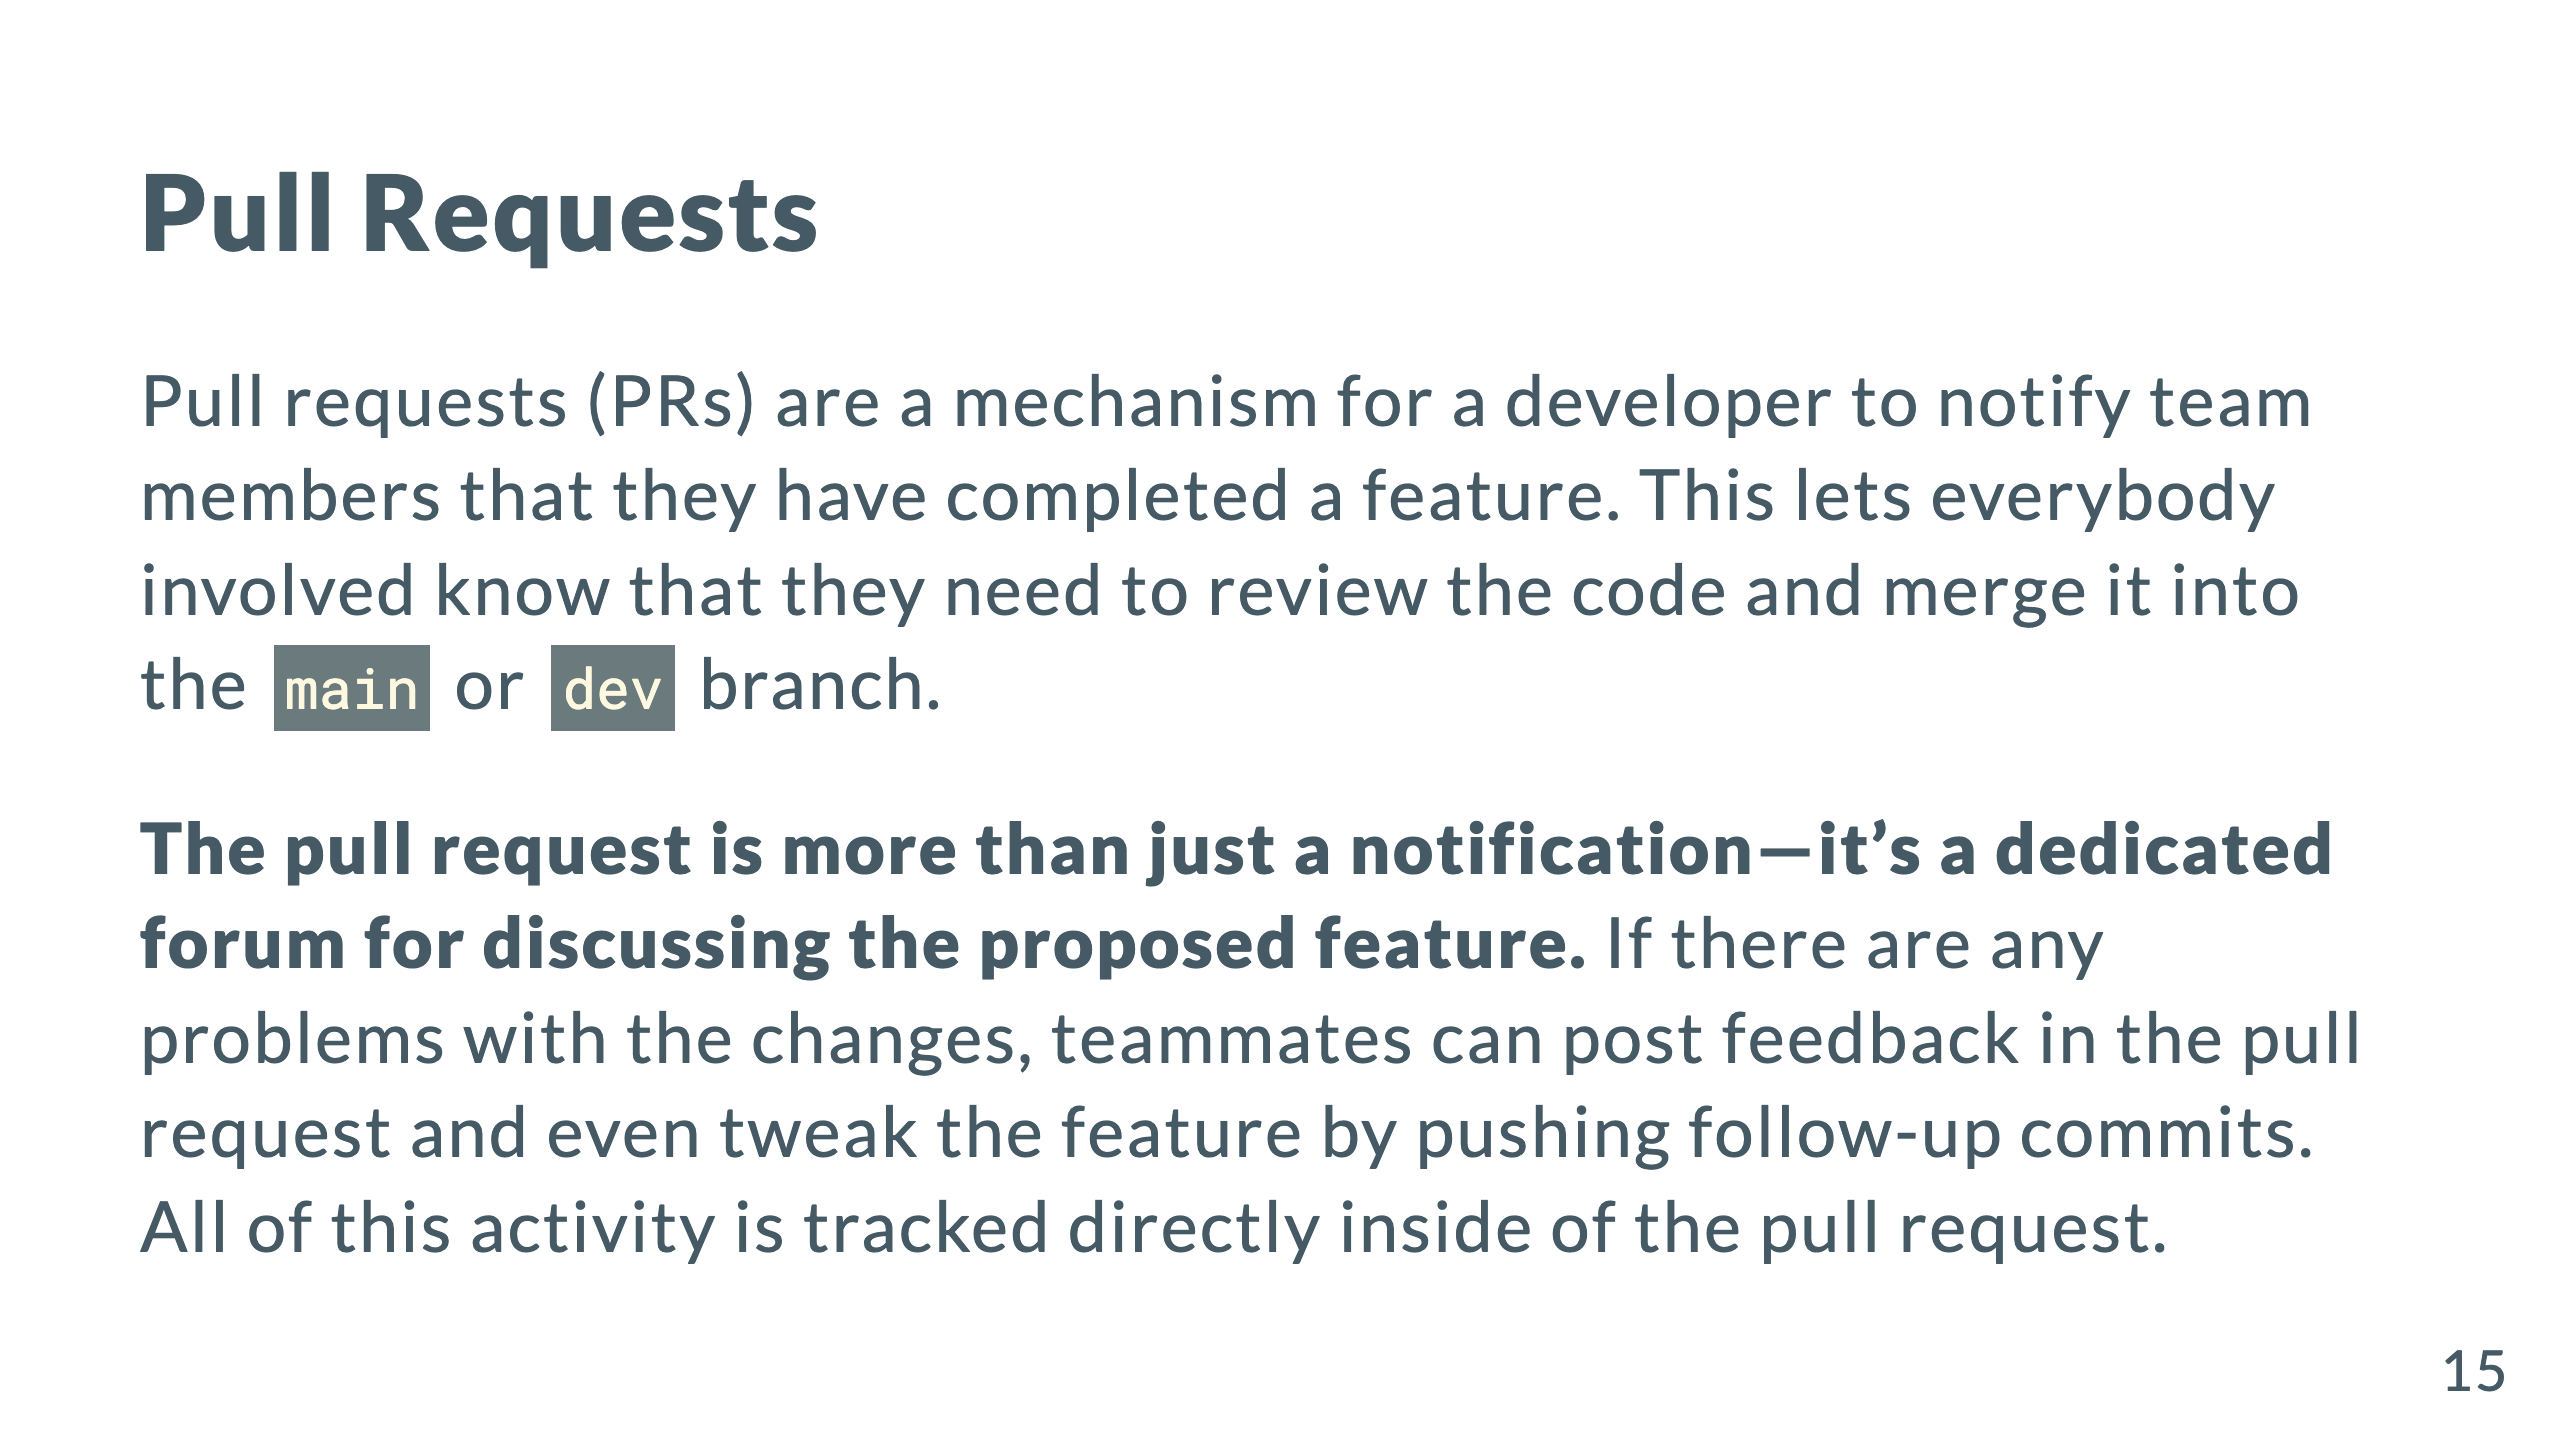 Pull Requests
Pull requests (PRs) are a mechanism for a developer to notify team
members that they have completed a feature. This lets everybody
involved know that they need to review the code and merge it into
the main or dev branch.
The pull request is more than just a notification—it’s a dedicated
forum for discussing the proposed feature. If there are any
problems with the changes, teammates can post feedback in the pull
request and even tweak the feature by pushing follow-up commits.
All of this activity is tracked directly inside of the pull request.
15